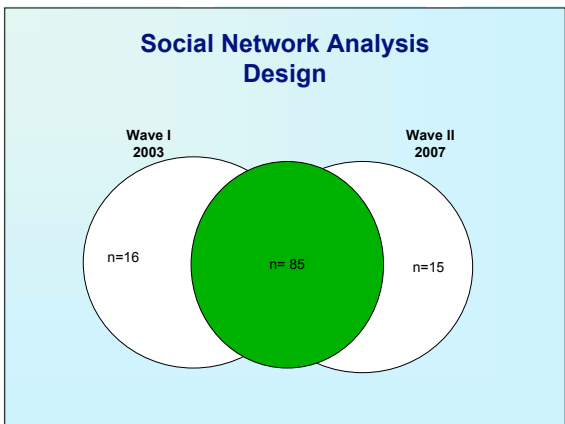 Social Network Analysis
Design
Wave I
2003
Wave II
2007
n=16
n= 85
n=15